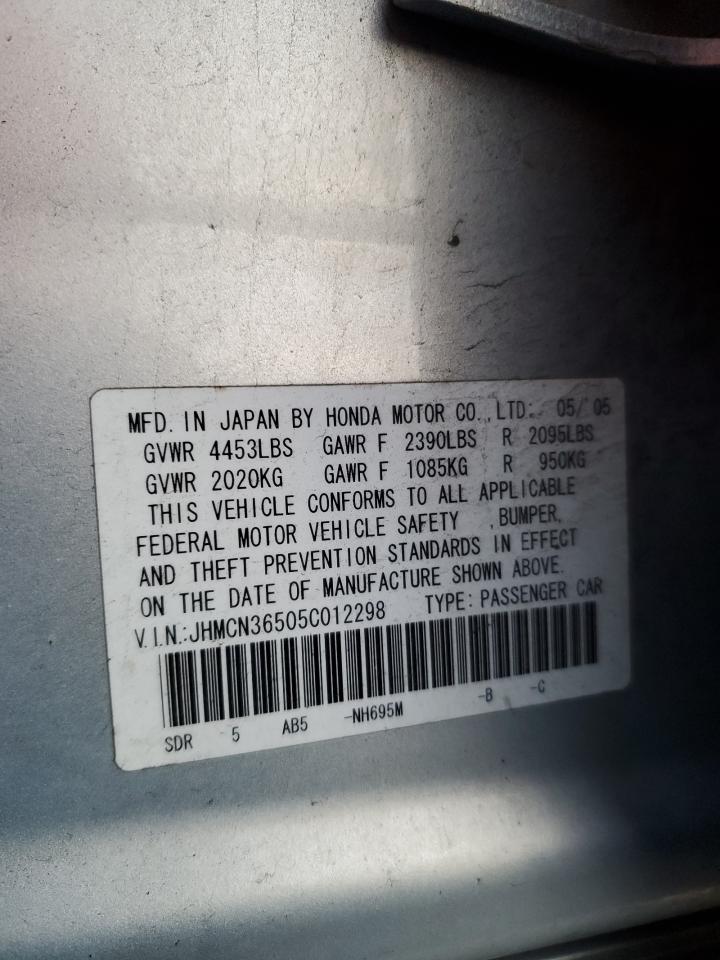 MFD. IN JAPAN BY HONDA MOTOR CO.,LTD: 05/ 05
GVWR 4453LBS GAWR F 2390LBS R 2095LBS
GVWR 2020KG GAWR F 1085KG R 950KG
THIS VEHICLE CONFORMS TO ALL APPLICABLE
FEDERAL MOTOR VEHICLE SAFETY ,BUMPER,
AND THEFT PREVENTION STANDARDS IN EFFECT
ON THE DATE OF MANUFACTURE SHOWN ABOVE.
V.I.N.:JHMCN36505C012298 TYPE: PASSENGER CAR
SDR 5 AB5 -NH695M -B -C